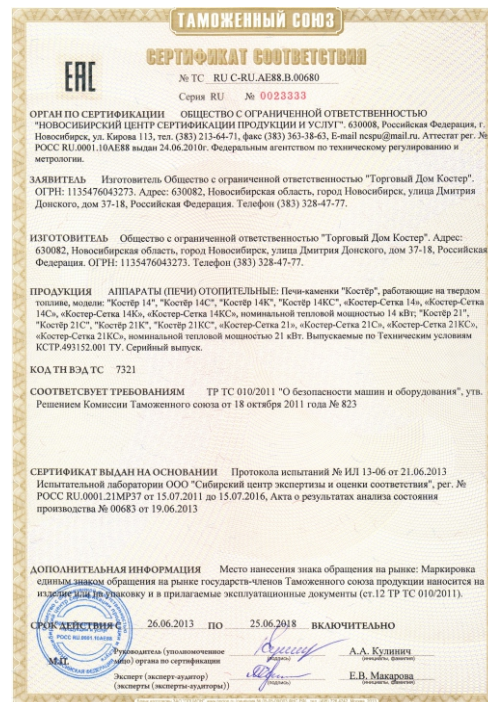 ТАМОЖЕННЫЙ СОЮЗ
СЕРТИФИКАТ СООТВЕТСТВИЯ
ЕАС
№ ТС RU C-RU.АЕ88.В.00680
Серия RU № 0023333
ОРГАН ПО СЕРТИФИКАЦИИ ОБЩЕСТВО С ОГРАНИЧЕННОЙ ОТВЕТСТВЕННОСТЬЮ
"НОВОСИБИРСКИЙ ЦЕНТР СЕРТИФИКАЦИИ ПРОДУКЦИИ И УСЛУГ". 630008, Российская Федерация, г.
Новосибирск, ул. Кирова 113, тел. (383) 213-64-71, факс (383) 363-38-63, E-mail ncspu@mail.ru. Аттестат рег. №
РОСС RU.0001.10АЕ88 выдан 24.06.2010г. Федеральным агентством по техническому регулированию и
метрологии.
ЗАЯВИТЕЛЬ Изготовитель Общество с ограниченной ответственностью "Торговый Дом Костер".
ОГРН: 1135476043273. Адрес: 630082, Новосибирская область, город Новосибирск, улица Дмитрия
Донского, дом 37-18, Российская Федерация. Телефон (383) 328-47-77.
ИЗГОТОВИТЕЛЬ Общество с ограниченной ответственностью "Торговый Дом Костер". Адрес:
630082, Новосибирская область, город Новосибирск, улица Дмитрия Донского, дом 37-18, Российская
Федерация. ОГРН: 1135476043273. Телефон (383) 328-47-77.
ПРОДУКЦИЯ АППАРАТЫ (ПЕЧИ) ОТОПИТЕЛЬНЫЕ: Печи-каменки "Костёр", работающие на твердом
топливе, модели: "Костёр 14", "Костёр 14С", "Костёр 14К", "Костёр 14КС", «Костер-Сетка 14», «Костер-Сетка
14С», «Костер-Сетка 14К», «Костер-Сетка 14КС», номинальной тепловой мощностью 14 кВт; "Костёр 21",
"Костёр 21С", "Костёр 21К", "Костёр 21КС", «Костер-Сетка 21», «Костер-Сетка 21С», «Костер-Сетка 21КС»,
«Костер-Сетка 21КС», номинальной тепловой мощностью 21 кВт. Выпускаемые по Техническим условиям
КСТР.493152.001 ТУ. Серийный выпуск.
КОД ТН ВЭД ТС 7321
СООТВЕТСВУЕТ ТРЕБОВАНИЯМ ТР ТС 010/2011 "О безопасности машин и оборудования", утв.
Решением Комиссии Таможенного союза от 18 октября 2011 года № 823
СЕРТИФИКАТ ВЫДАН НА ОСНОВАНИИ Протокола испытаний № ИЛ 13-06 от 21.06.2013
Испытательной лаборатории ООО "Сибирский центр экспертизы и оценки соответствия", рег. №
РОСС RU.0001.21МР37 от 15.07.2011 до 15.07.2016, Акта о результатах анализа состояния
производства № 00683 от 19.06.2013
ДОПОЛНИТЕЛЬНАЯ ИНФОРМАЦИЯ Место нанесения знака обращения на рынке: Маркировка
единым знаком обращения на рынке государств-членов Таможенного союза продукции наносится на
изделие или на упаковку и в прилагаемые эксплуатационные документы (ст.12 ТР ТС 010/2011).
СРОК ДЕЙСТВИЯ С 26.06.2013 ПО 25.06.2018 ВКЛЮЧИТЕЛЬНО
РОСС RU.0001.10АЕ88
М.П.
Руководитель (уполномоченное
лицо) органа по сертификации
(подпись)
А.А. Кулинич
(инициалы, фамилия)
Эксперт (эксперт-аудитор)
(эксперты (эксперты-аудиторы))
(подпись)
Е.В. Макарова
(инициалы, фамилия)